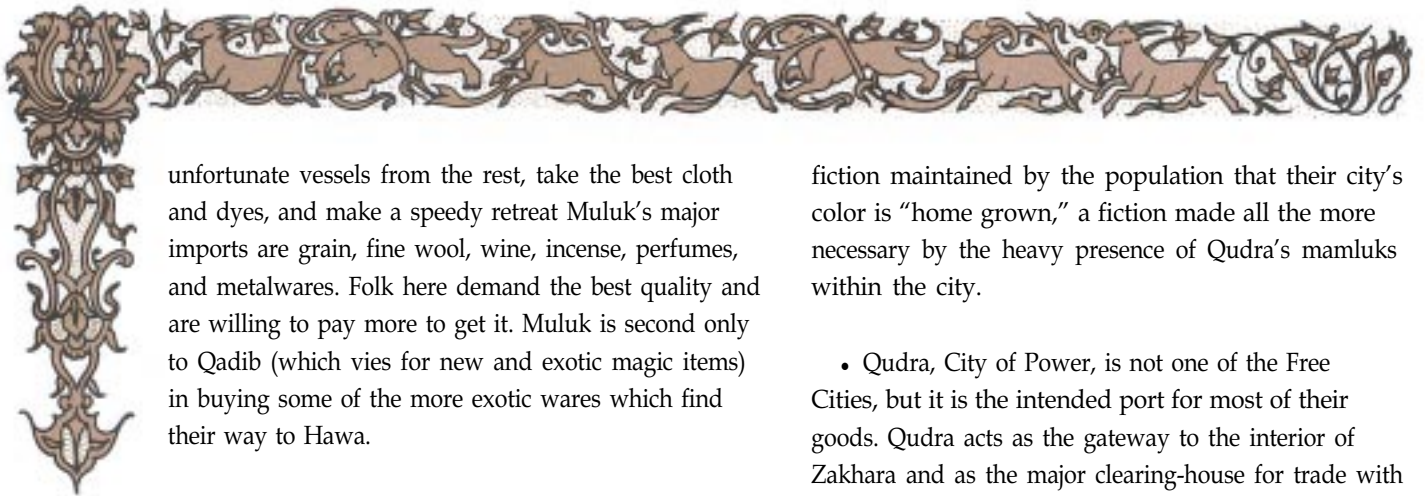 unfortunate vessels from the rest, take the best cloth
and dyes, and make a speedy retreat Muluk's major
imports are grain, fine wool, wine, incense, perfumes,
and metalwares. Folk here demand the best quality and
are willing to pay more to get it. Muluk is second only
to Qadib (which vies for new and exotic magic items)
in buying some of the more exotic wares which find
their way to Hawa.
fiction maintained by the population that their city's
color is “home grown,” a fiction made all the more
necessary by the heavy presence of Qudra's mamluks
within the city.
• Qudra, City of Power, is not one of the Free
Cities, but it is the intended port for most of their
goods. Qudra acts as the gateway to the interior of
Zakhara and as the major clearing-house for trade with